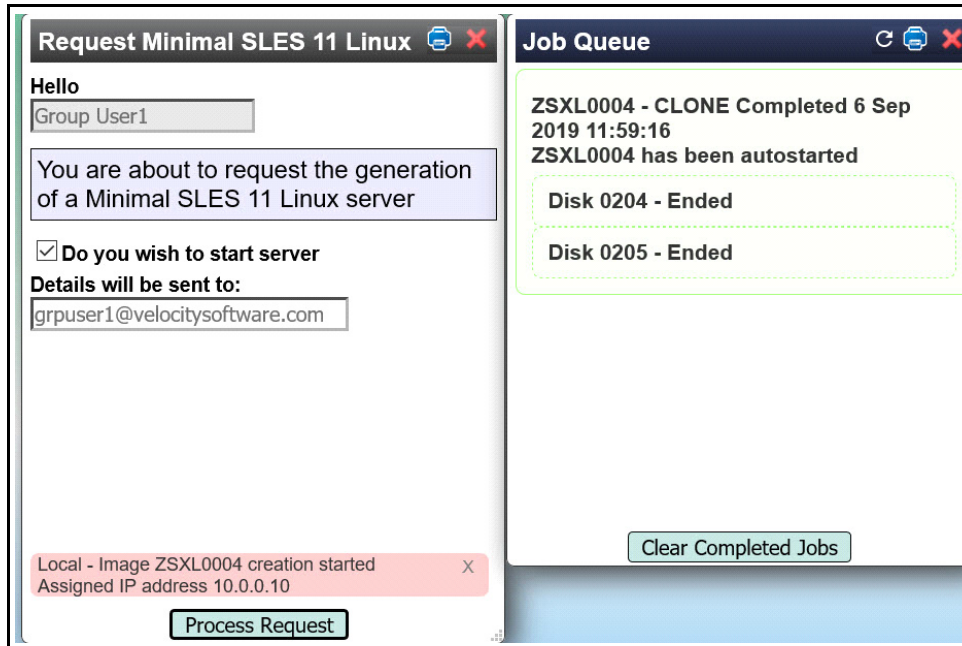 Request Minimal SLES 11 Linux
Hello
Group User1
You are about to request the generation
of a Minimal SLES 11 Linux server
Do you wish to start server
Details will be sent to:
grpuser1@velocitysoftware.com
Local - Image ZSXL0004 creation started
Assigned IP address 10.0.0.10
X
Process Request
Job Queue
ZSXL0004 - CLONE Completed 6 Sep
2019 11:59:16
ZSXL0004 has been autostarted
Disk 0204 - Ended
Disk 0205 - Ended
Clear Completed Jobs